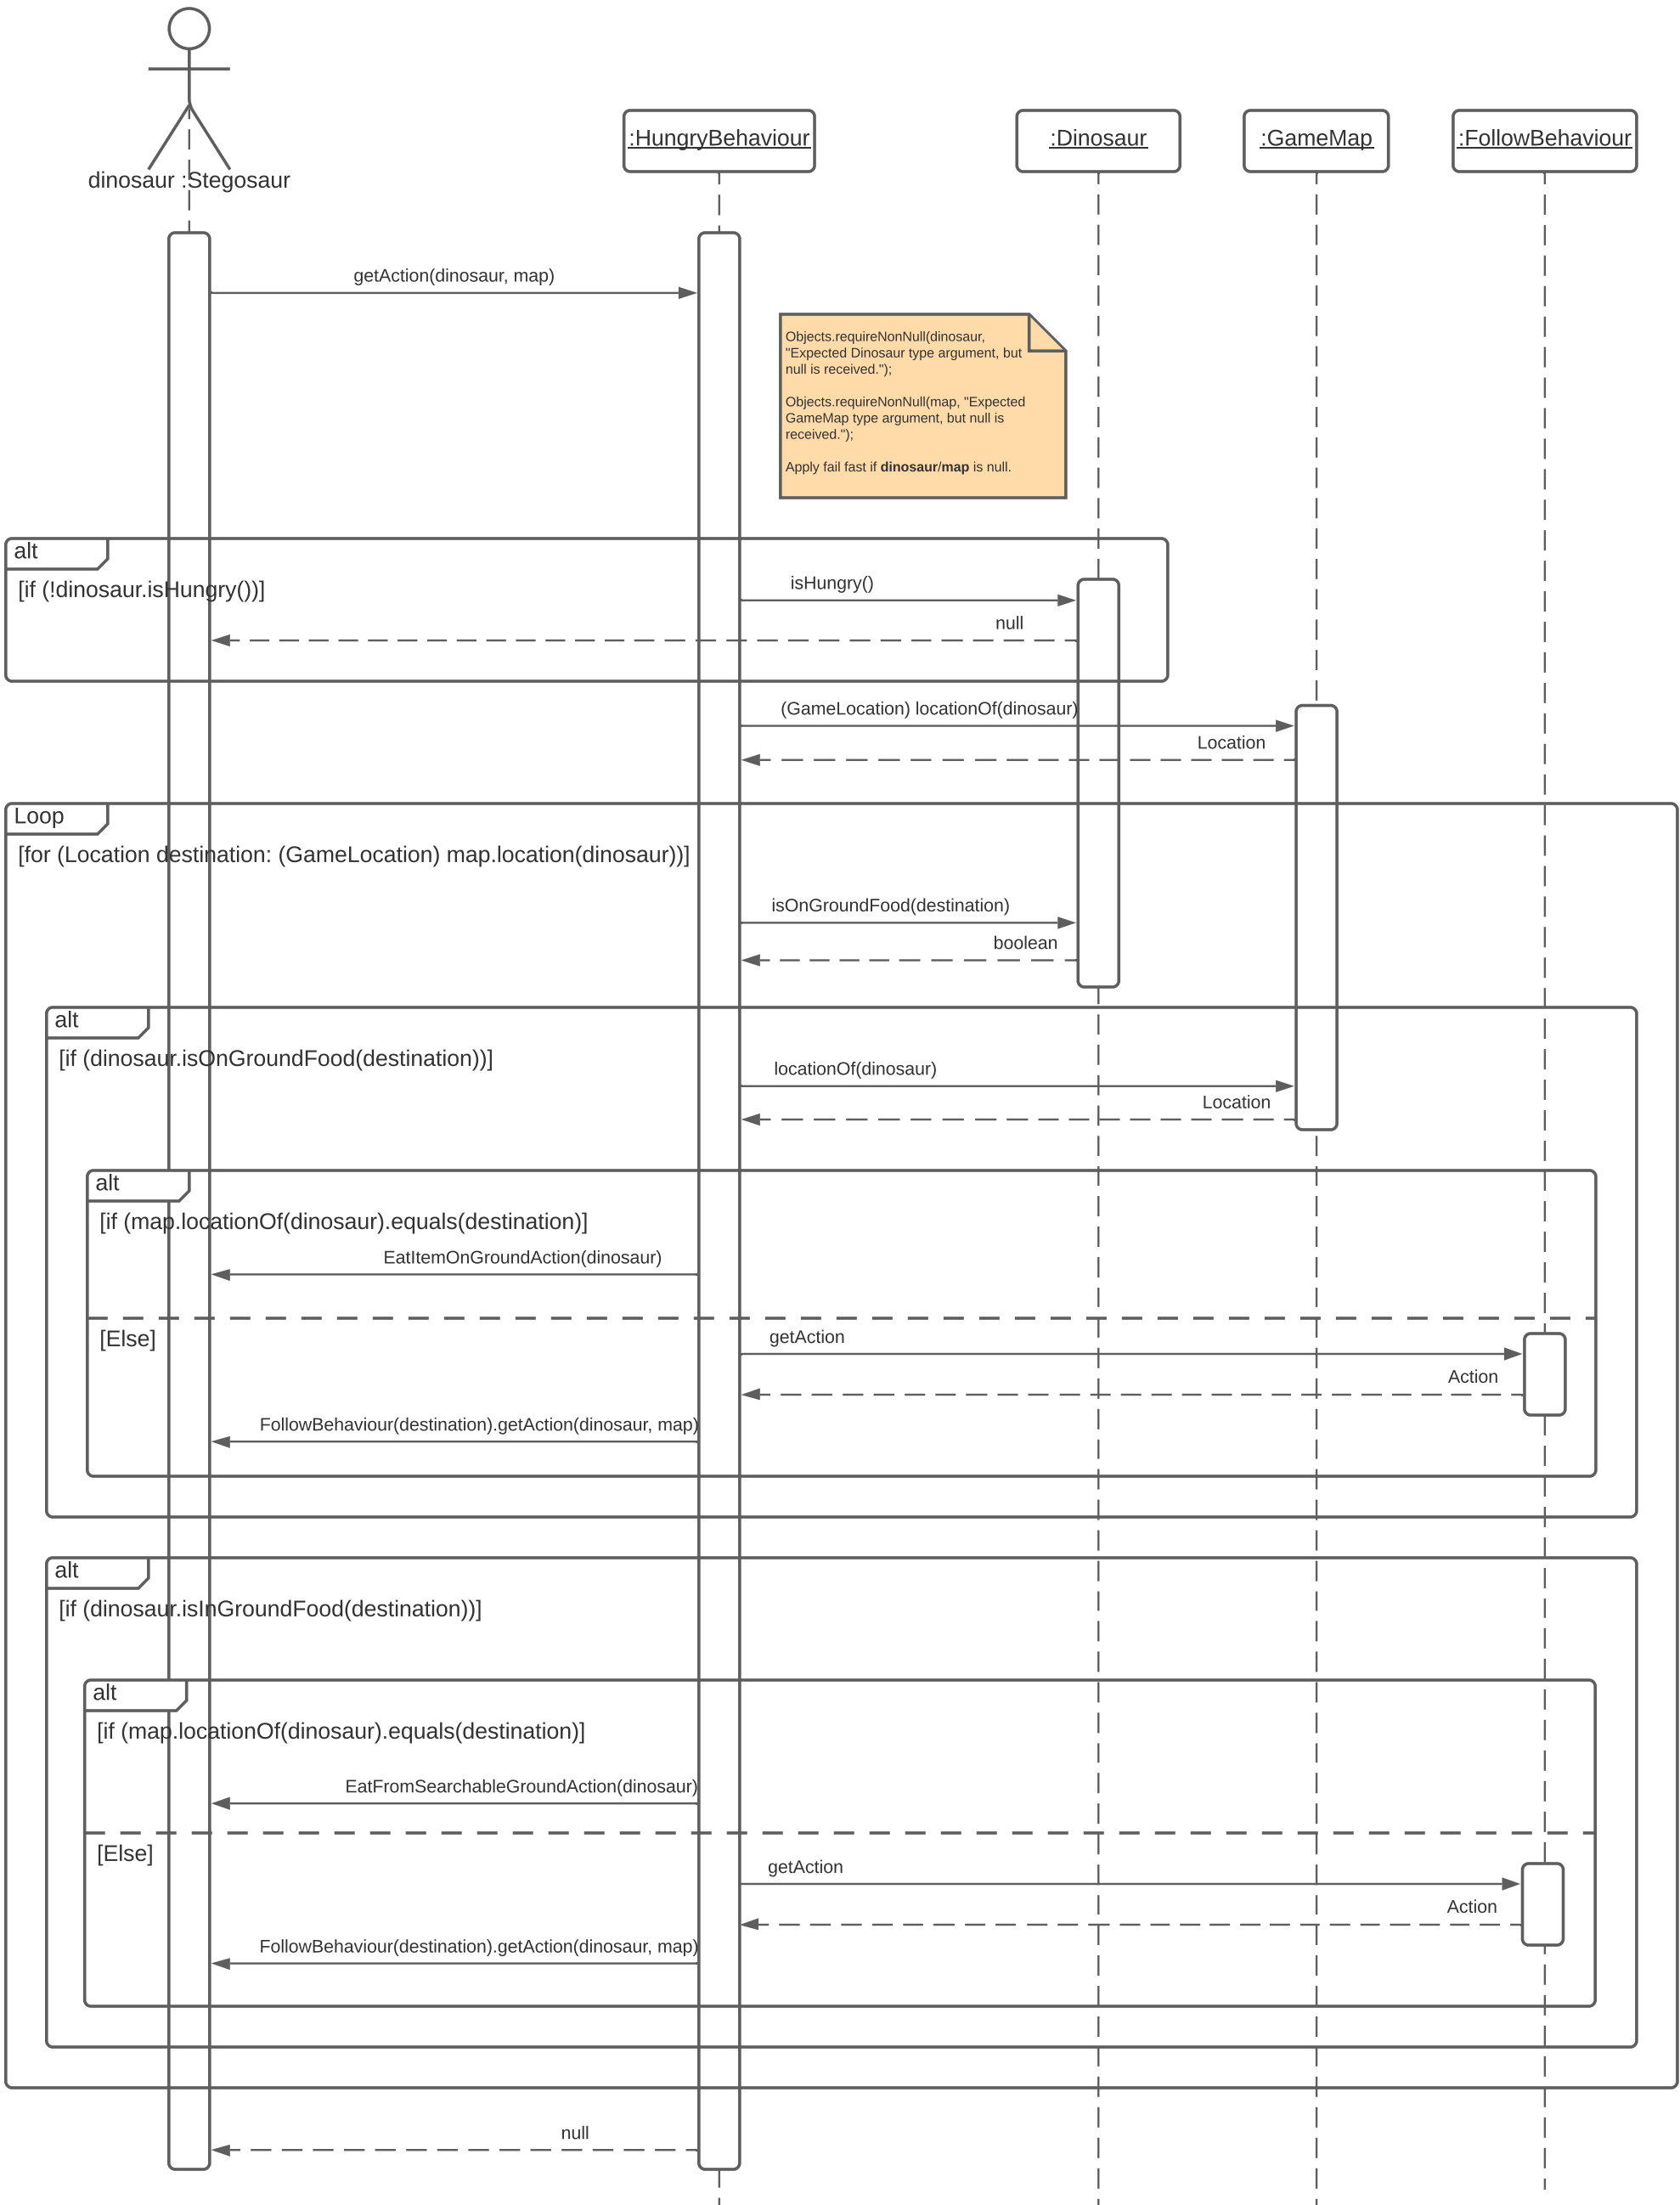 dinosaur :Stegosaur
:HungryBehaviour
:Dinosaur
:GameMap
:FollowBehaviour
getAction(dinosaur, map)
Objects.requireNonNull(dinosaur,
"Expected Dinosaur type argument, but
null is received.");
Objects.requireNonNull(map, "Expected
GameMap type argument, but null is
received.");
Apply fail fast if dinosaur/map is null.
alt
[if (!dinosaur.isHungry())]
isHungry()
null
(GameLocation) locationOf(dinosaur)
Location
Loop
[for (Location destination: (GameLocation) map.location(dinosaur))]
isOnGroundFood(destination)
boolean
alt
[if (dinosaur.isOnGroundFood(destination))]
locationOf(dinosaur)
Location
alt
[if (map.locationOf(dinosaur).equals(destination)]
EatItemOnGroundAction(dinosaur)
[Else]
getAction
Action
FollowBehaviour(destination).getAction(dinosaur, map)
alt
[if (dinosaur.isInGroundFood(destination))]
alt
[if (map.locationOf(dinosaur).equals(destination)]
EatFromSearchableGroundAction(dinosaur)
[Else]
getAction
Action
FollowBehaviour(destination).getAction(dinosaur, map)
null